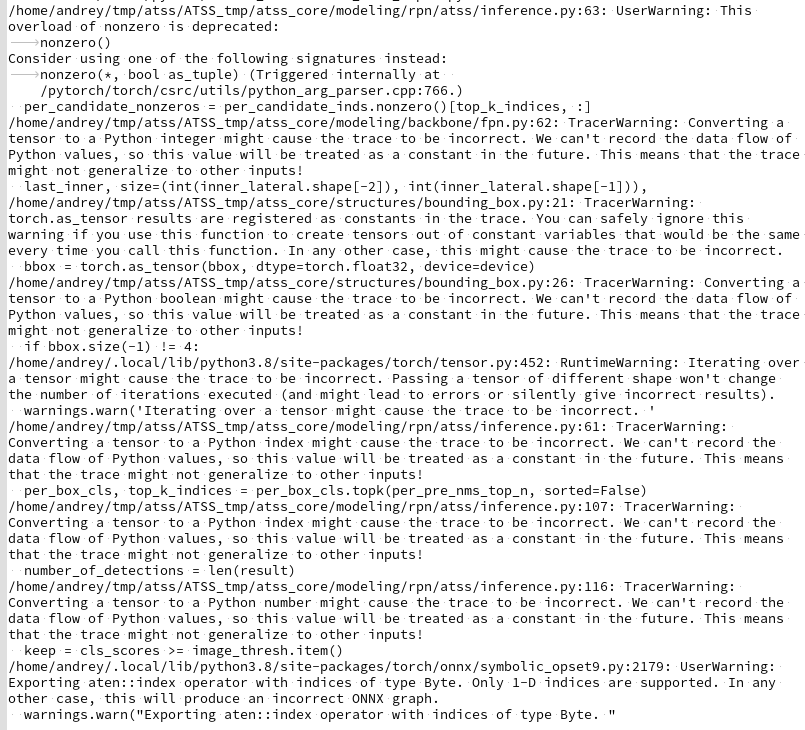 /home/andrey/tmp/atss/ATSS_tmp/atss_core/modeling/rpn/atss/inference.py:63: UserWarning: This
overload of nonzero is deprecated:
nonzero()
Consider using one of the following signatures instead:
nonzero(*, bool as_tuple) (Triggered internally at
/pytorch/torch/csrc/utils/python_arg_parser.cpp:766.)
per_candidate_nonzeros = per_candidate_inds.nonzero()[top_k_indices, :]
/home/andrey/tmp/atss/ATSS_tmp/atss_core/modeling/backbone/fpn.py:62: TracerWarning: Converting a
tensor to a Python integer might cause the trace to be incorrect. We can't record the data flow of
Python values, so this value will be treated as a constant in the future. This means that the trace
might not generalize to other inputs!
last_inner, size=(int(inner_lateral.shape[-2]), int(inner_lateral.shape[-1])),
/home/andrey/tmp/atss/ATSS_tmp/atss_core/structures/bounding_box.py:21: TracerWarning:
torch.as_tensor results are registered as constants in the trace. You can safely ignore this
warning if you use this function to create tensors out of constant variables that would be the same
every time you call this function. In any other case, this might cause the trace to be incorrect.
bbox = torch.as_tensor(bbox, dtype=torch.float32, device=device)
/home/andrey/tmp/atss/ATSS_tmp/atss_core/structures/bounding_box.py:26: TracerWarning: Converting a
tensor to a Python boolean might cause the trace to be incorrect. We can't record the data flow of
Python values, so this value will be treated as a constant in the future. This means that the trace
might not generalize to other inputs!
if bbox.size(-1) != 4:
/home/andrey/.local/lib/python3.8/site-packages/torch/tensor.py:452: RuntimeWarning: Iterating over
a tensor might cause the trace to be incorrect. Passing a tensor of different shape won't change
the number of iterations executed (and might lead to errors or silently give incorrect results).
warnings.warn('Iterating over a tensor might cause the trace to be incorrect. '
/home/andrey/tmp/atss/ATSS_tmp/atss_core/modeling/rpn/atss/inference.py:61: TracerWarning:
Converting a tensor to a Python index might cause the trace to be incorrect. We can't record the
data flow of Python values, so this value will be treated as a constant in the future. This means
that the trace might not generalize to other inputs!
per_box_cls, top_k_indices = per_box_cls.topk(per_pre_nms_top_n, sorted=False)
/home/andrey/tmp/atss/ATSS_tmp/atss_core/modeling/rpn/atss/inference.py:107: TracerWarning:
Converting a tensor to a Python index might cause the trace to be incorrect. We can't record the
data flow of Python values, so this value will be treated as a constant in the future. This means
that the trace might not generalize to other inputs!
number_of_detections = len(result)
/home/andrey/tmp/atss/ATSS_tmp/atss_core/modeling/rpn/atss/inference.py:116: TracerWarning:
Converting a tensor to a Python number might cause the trace to be incorrect. We can't record the
data flow of Python values, so this value will be treated as a constant in the future. This means
that the trace might not generalize to other inputs!
keep = cls_scores >= image_thresh.item()
/home/andrey/.local/lib/python3.8/site-packages/torch/onnx/symbolic_opset9.py:2179: UserWarning:
Exporting aten::index operator with indices of type Byte. Only 1-D indices are supported. In any
other case, this will produce an incorrect ONNX graph.
warnings.warn("Exporting aten::index operator with indices of type Byte. "